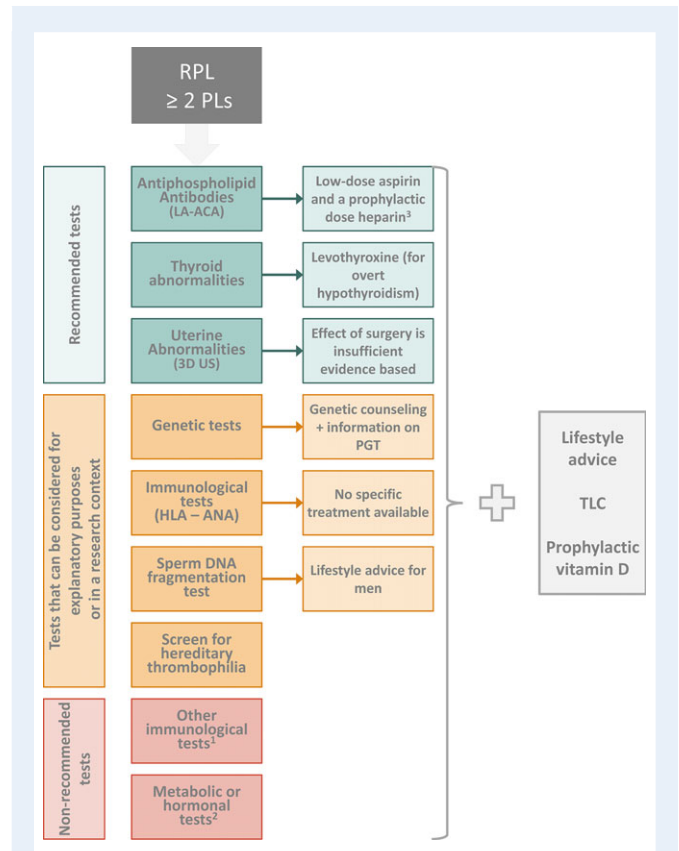 RPL
≥ 2 PLs
Recommended tests
Antiphospholipid
Antibodies
(LA-ACA)
Low-dose aspirin
and a prophylactic
dose heparin³
Thyroid
abnormalities
Levothyroxine (for
overt
hypothyroidism)
Uterine
Abnormalities
(3D US)
Effect of surgery is
insufficient
evidence based
Tests that can be considered for
explanatory purposes
or in a research context
Genetic tests
Genetic counseling
+ information on
PGT
Immunological
tests
(HLA – ANA)
No specific
treatment available
Sperm DNA
fragmentation
test
Lifestyle advice for
men
Screen for
hereditary
thrombophilia
Non-recommended
tests
Other
immunological
tests¹
Metabolic or
hormonal
tests²
Lifestyle
advice
TLC
Prophylactic
vitamin D